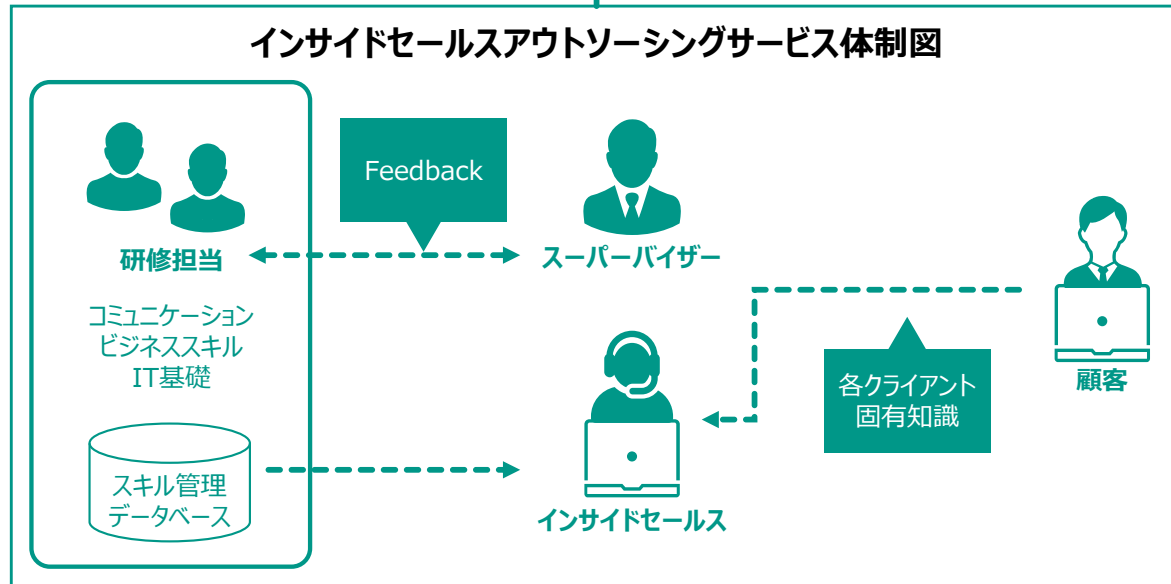 インサイドセールスアウトソーシングサービス体制図
Feedback
研修担当
スーパーバイザー
コミュニケーション
ビジネススキル
IT基礎
各クライアント
固有知識
顧客
スキル管理
データベース
インサイドセールス